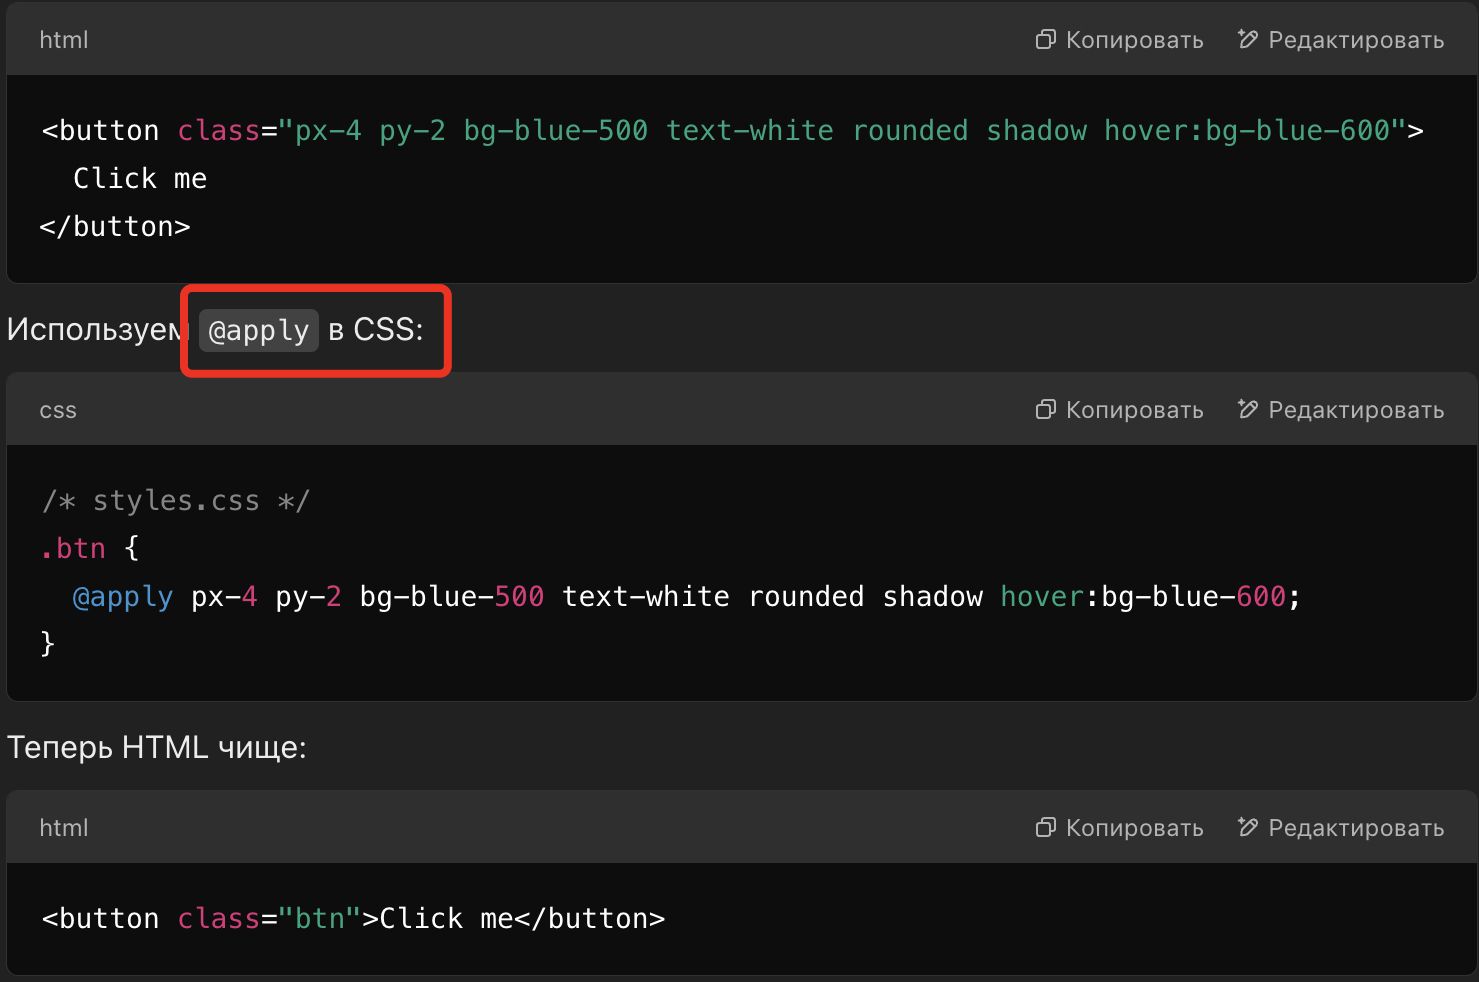 html
Копировать
Редактировать
<button class="px-4 py-2 bg-blue-500 text-white rounded shadow hover:bg-blue-600">
Click me
</button>
Используем @apply в CSS:
css
Копировать
Редактировать
/* styles.css */
.btn {
@apply px-4 py-2 bg-blue-500 text-white rounded shadow hover:bg-blue-600;
}
Теперь HTML чище:
html
Копировать
Редактировать
<button class="btn">Click me</button>